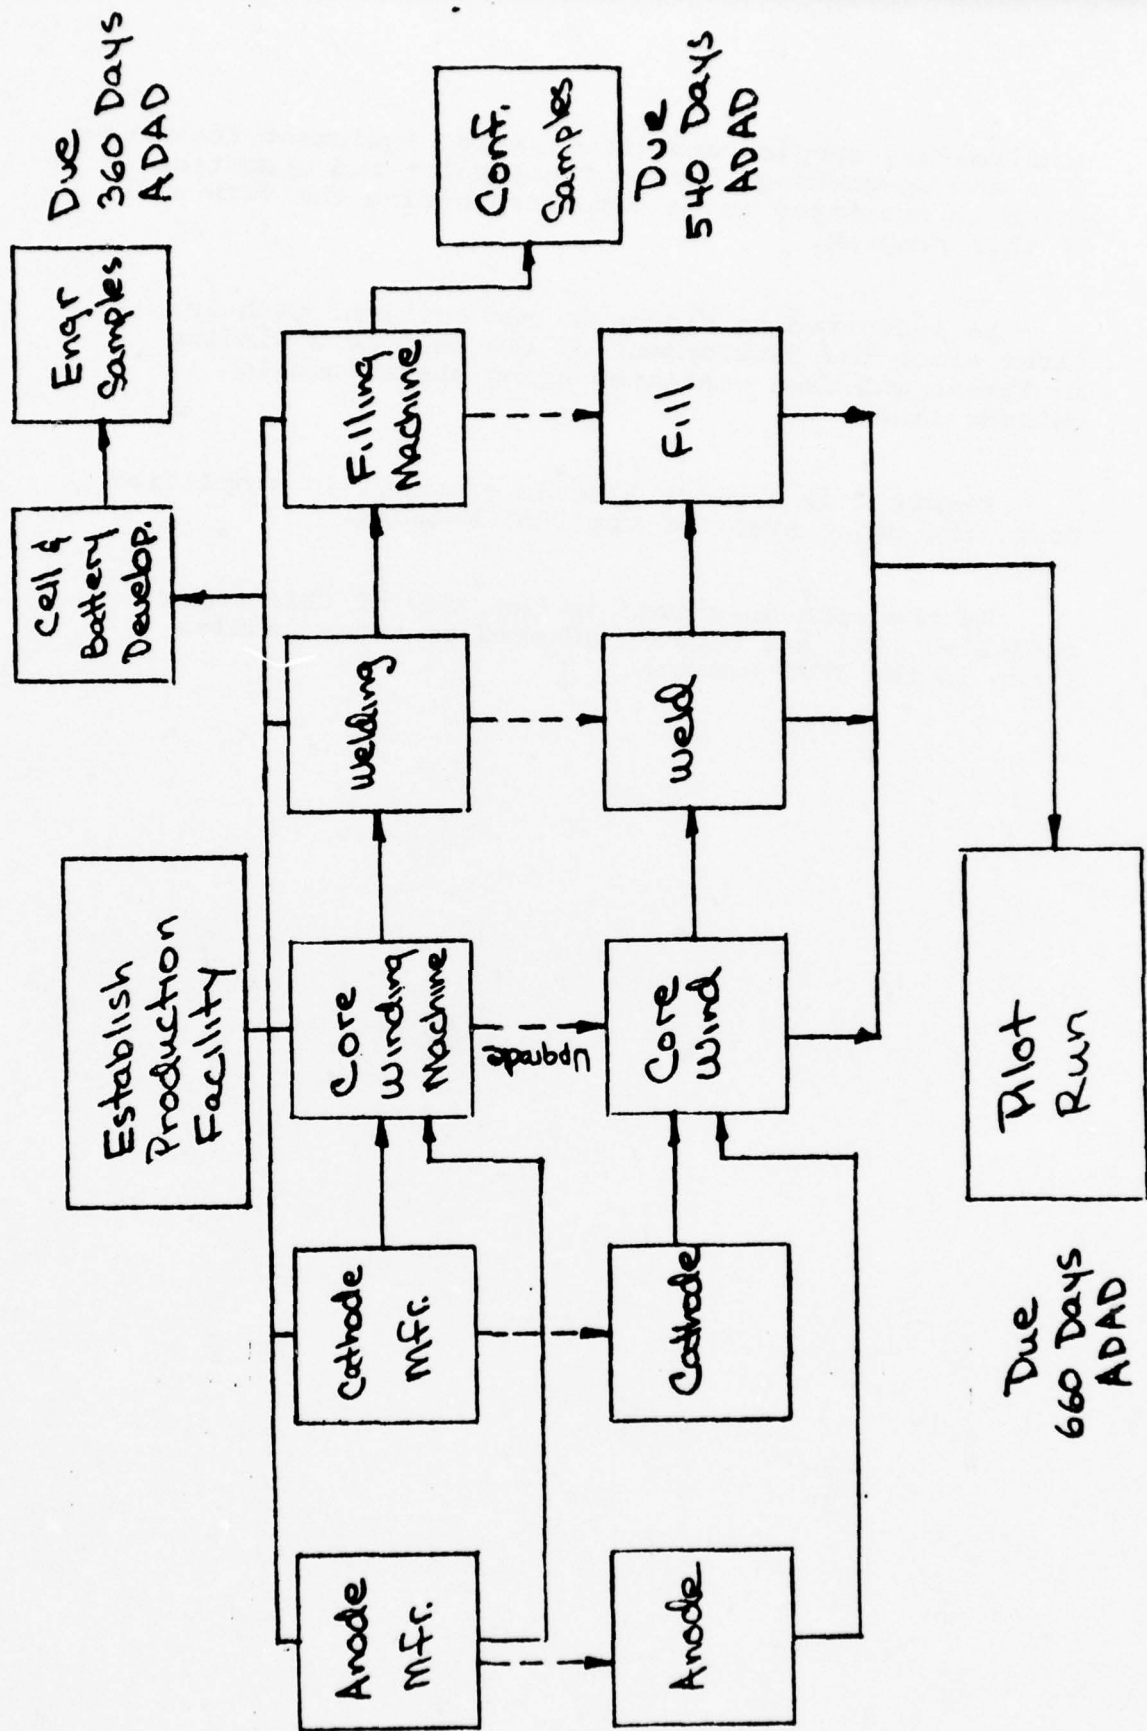 Establish
Production
Facility
Cell &
Battery
Develop.
Engr
Samples
Due
360 Days
ADAD
Anode
Mfr.
Cathode
Mfr.
Core
Winding
Machine
Welding
Filling
Machine
Conf.
Samples
Due
540 Days
ADAD
Upgrade
Anode
Cathode
Core
Wind
Weld
Fill
Pilot
Run
Due
660 Days
ADAD